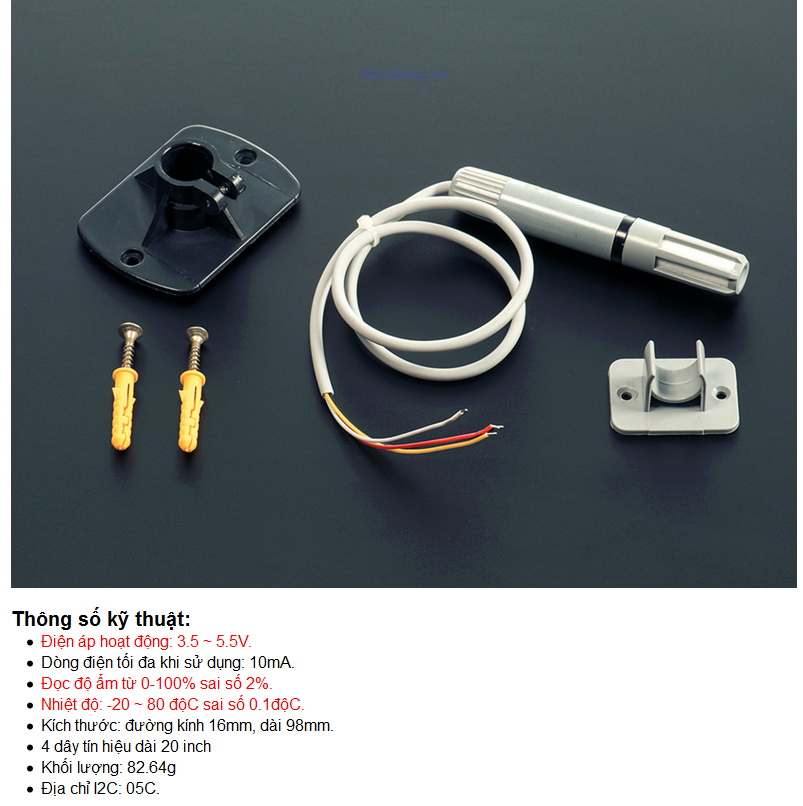 Thông số kỹ thuật:
Điện áp hoạt động: 3.5 ~ 5.5V.
Dòng điện tối đa khi sử dụng: 10mA.
Đọc độ ẩm từ 0-100% sai số 2%.
Nhiệt độ: -20 ~ 80 độC sai số 0.1độC.
Kích thước: đường kính 16mm, dài 98mm.
4 dây tín hiệu dài 20 inch
Khối lượng: 82.64g
Địa chỉ I2C: 05C.